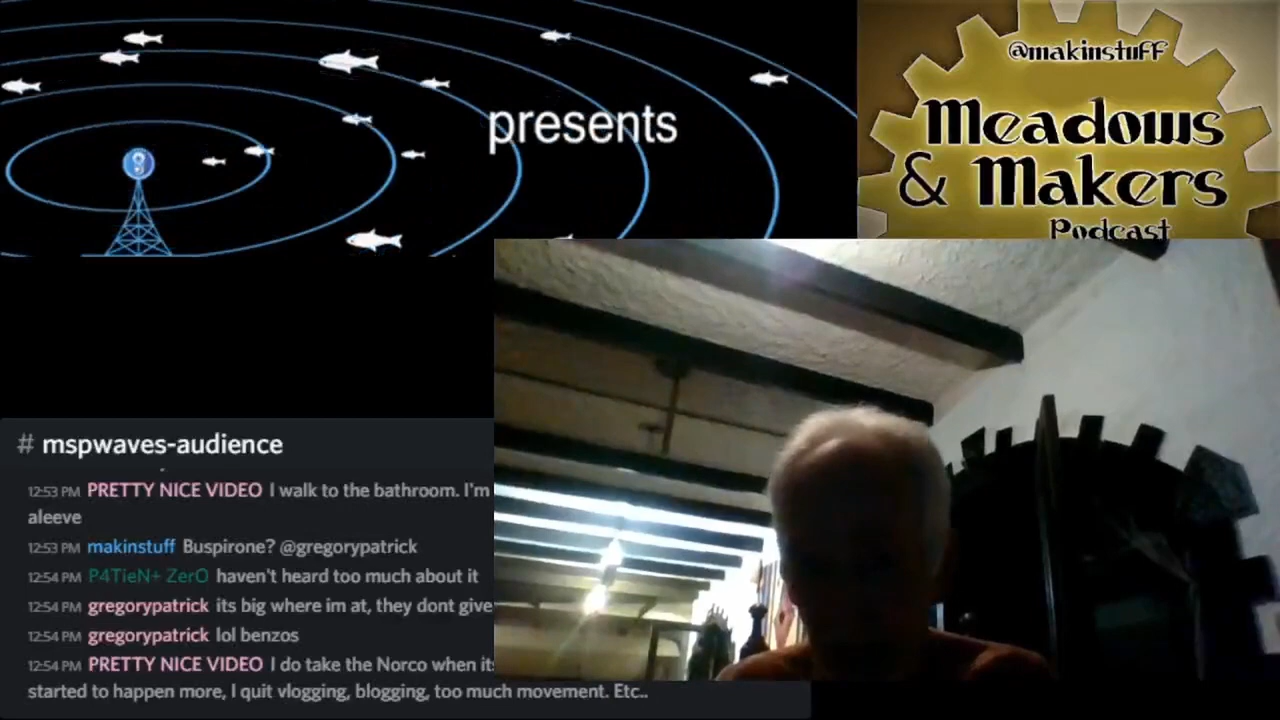 presents
@makinstuff
Meadows
& Makers
Podcast
# mspwaves-audience
12:53 PM PRETTY NICE VIDEO I walk to the bathroom. I'm
aleeve
12:53 PM makinstuff Buspirone? @gregorypatrick
12:54 PM P4TieN+ ZerO haven't heard too much about it
12:54 PM gregorypatrick its big where im at, they dont give
12:54 PM gregorypatrick lol benzos
12:54 PM PRETTY NICE VIDEO I do take the Norco when its
started to happen more, I quit vlogging, blogging, too much movement. Etc..